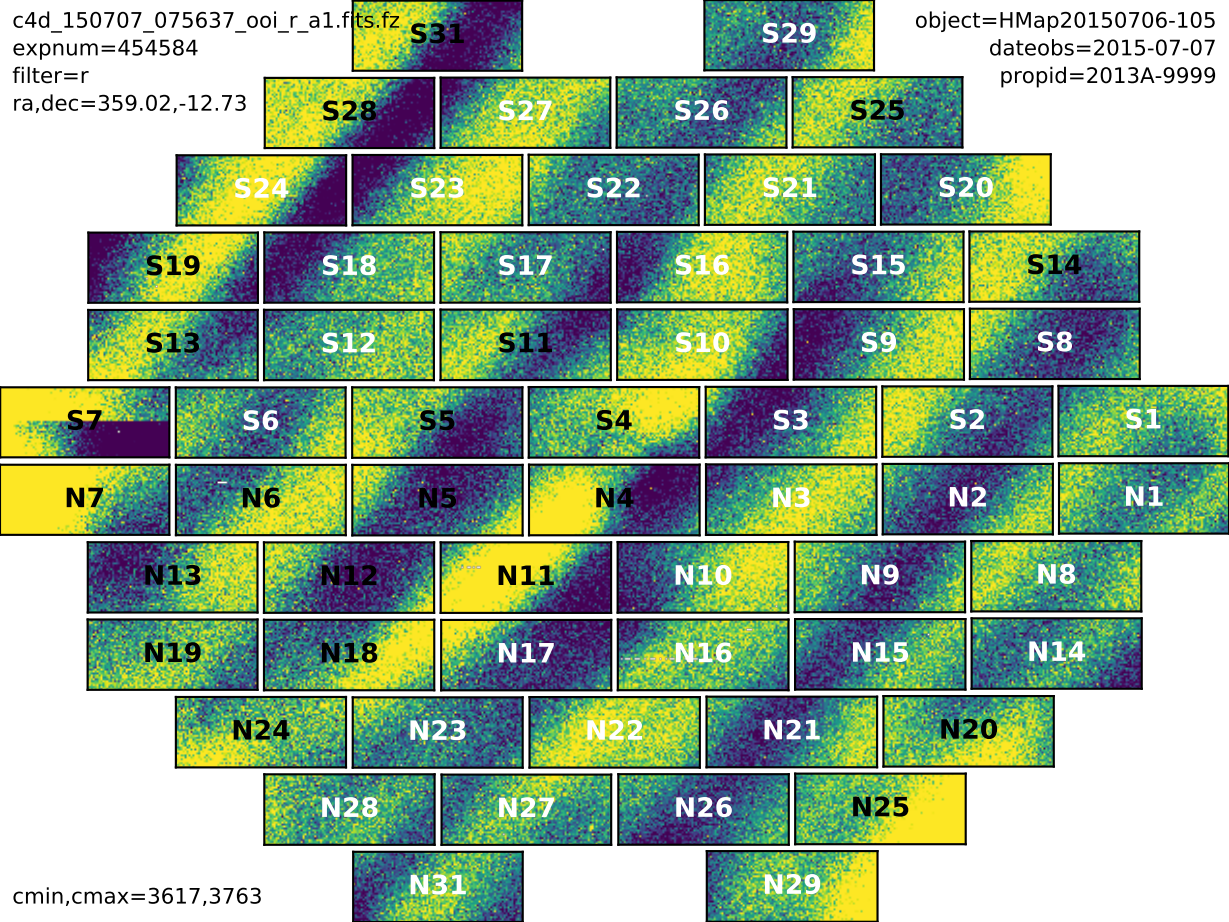 c4d_150707_075637_ooi_r_a1.fits.fz
expnum=454584
filter=r
ra,dec=359.02,-12.73
object=HMap20150706-105
dateobs=2015-07-07
propid=2013A-9999
S31 S29
S28 S27 S26 S25
S24 S23 S22 S21 S20
S19 S18 S17 S16 S15 S14
S13 S12 S11 S10 S9 S8
S7 S6 S5 S4 S3 S2 S1
N7 N6 N5 N4 N3 N2 N1
N13 N12 N11 N10 N9 N8
N19 N18 N17 N16 N15 N14
N24 N23 N22 N21 N20
N28 N27 N26 N25
N31 N29
cmin,cmax=3617,3763